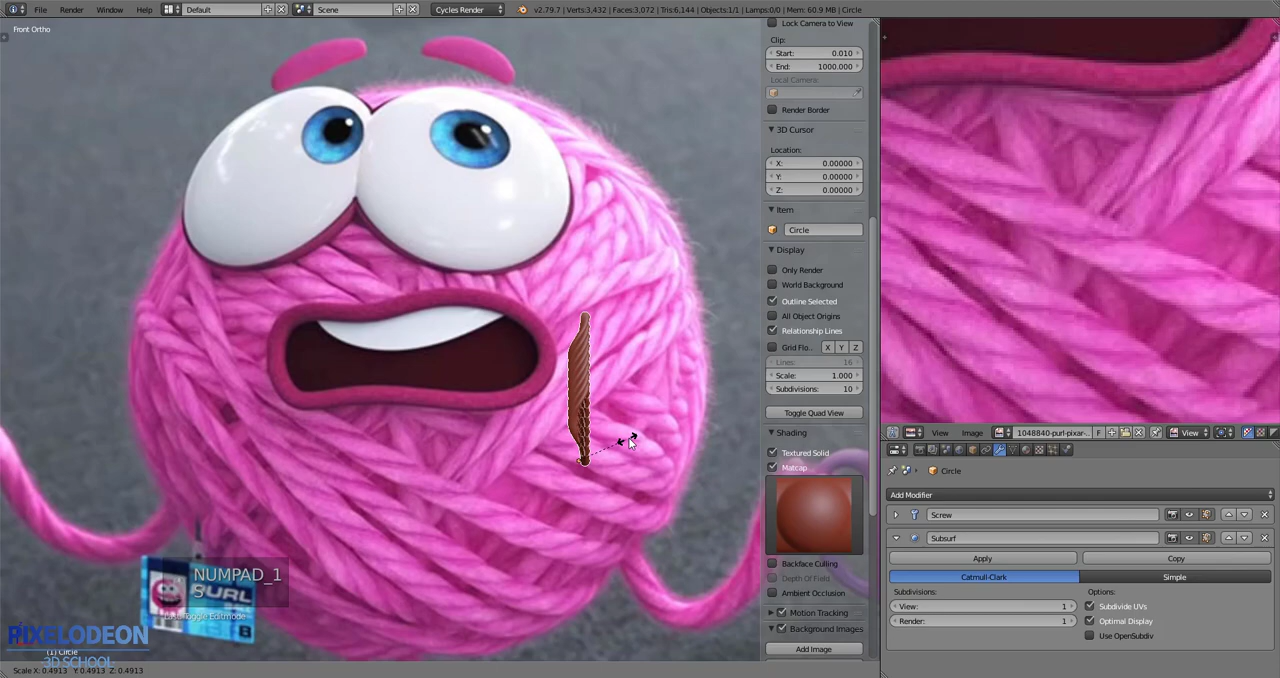 File Render Window Help Default Scene Cycles Render v2.79.7 | Verts:3,432 | Faces:3,072 | Tris:6,144 | Objects:1/1 | Lamps:0/0 | Mem: 60.9 MB | Circle
Front Ortho
Lock Camera to View
Clip:
Start: 0.010
End: 1000.000
Local Camera:
Render Border
3D Cursor
Location:
X: 0.00000
Y: 0.00000
Z: 0.00000
Item
Circle
Display
Only Render
World Background
Outline Selected
All Object Origins
Relationship Lines
Grid Flo... X Y Z
Lines: 16
Scale: 1.000
Subdivisions: 10
Toggle Quad View
Shading
Textured Solid
Matcap
Backface Culling
Depth Of Field
Ambient Occlusion
Motion Tracking
Background Images
Add Image
View Image 1048840-purl-pixar-... F View
Circle
Add Modifier
Screw
Subsurf
Apply Copy
Catmull-Clark Simple
Subdivisions: Options:
View: 1 Subdivide UVs
Render: 1 Optimal Display
Use OpenSubdiv
NUMPAD_1
S
Last: Toggle Editmode
PURL
B
PIXELODEON
3D SCHOOL
(1) Circle
Scale X: 0.4913 Y: 0.4913 Z: 0.4913